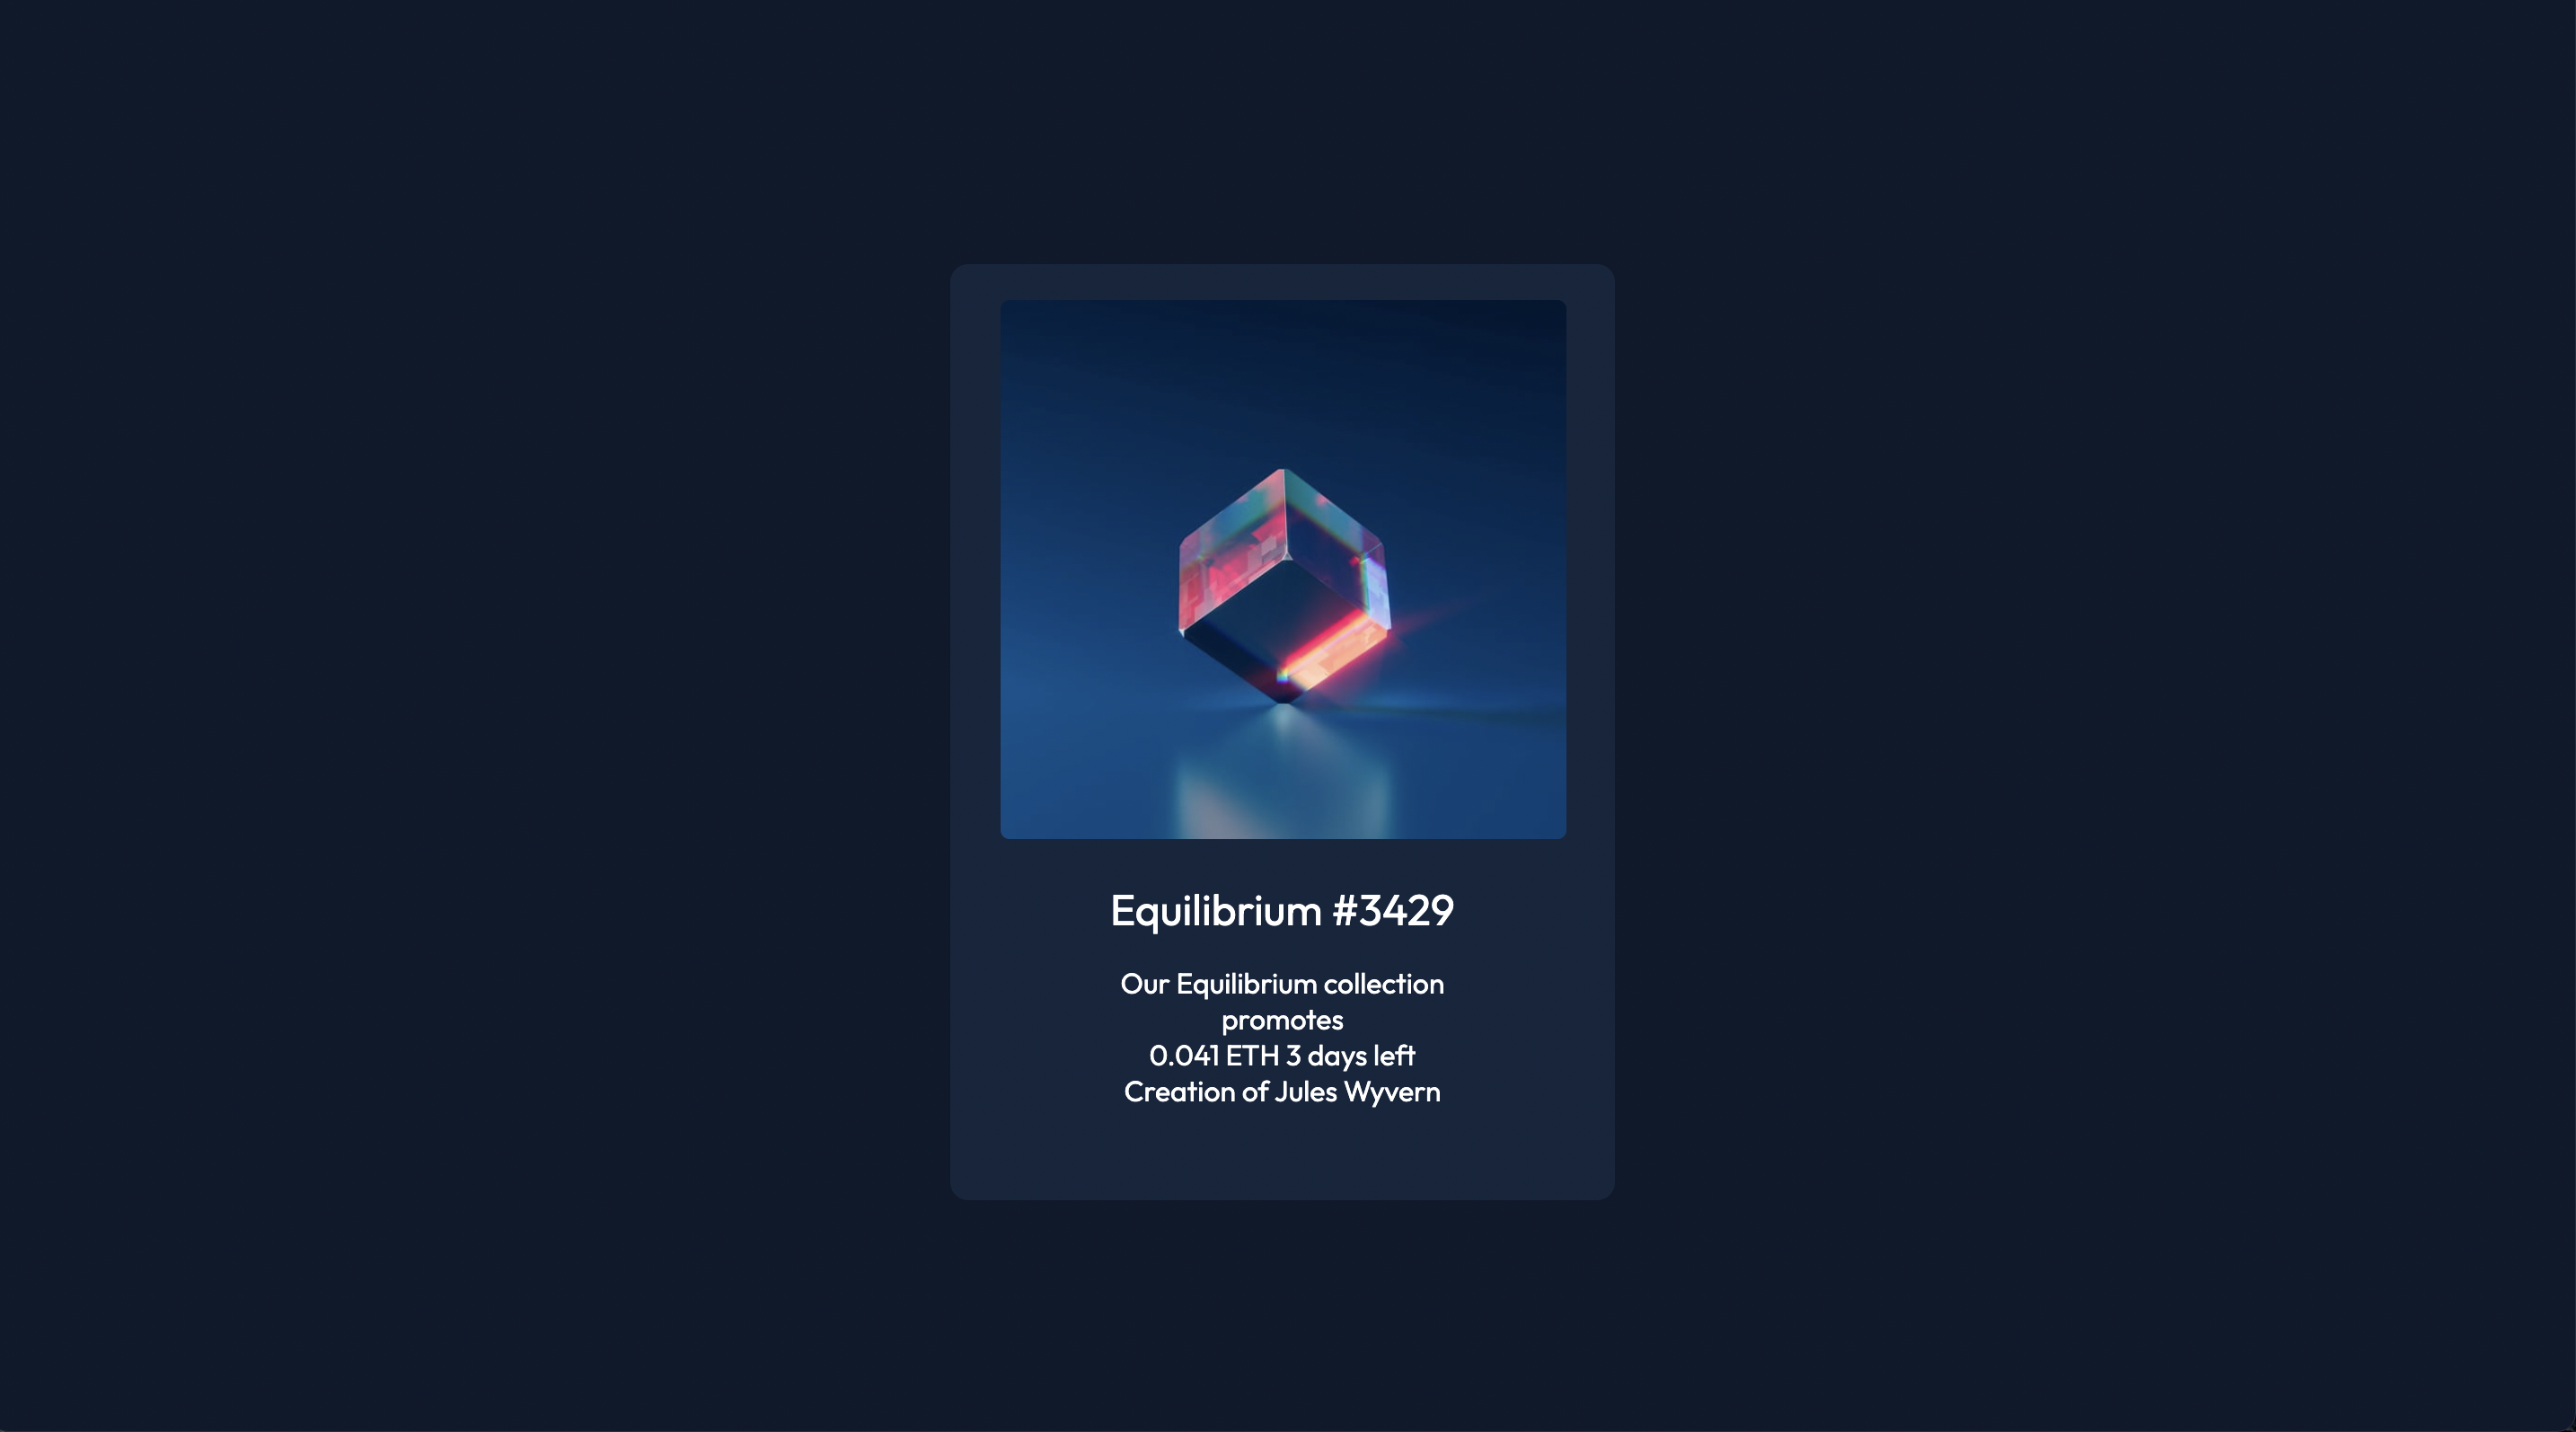 Equilibrium #3429
Our Equilibrium collection
promotes
0.041 ETH 3 days left
Creation of Jules Wyvern